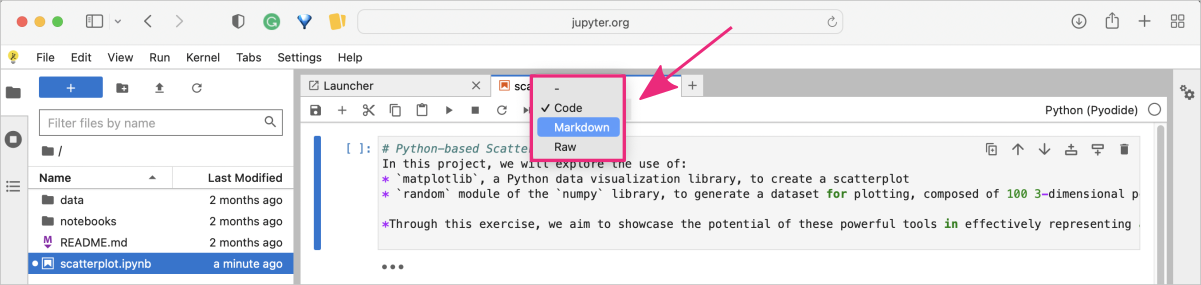 jupyter.org
File Edit View Run Kernel Tabs Settings Help
Launcher
-
Code
Markdown
Raw
Python (Pyodide)
Filter files by name
/
Name Last Modified
data 2 months ago
notebooks 2 months ago
README.md 2 months ago
scatterplot.ipynb a minute ago
[ ]: # Python-based Scatter
In this project, we will explore the use of:
* `matplotlib`, a Python data visualization library, to create a scatterplot
* `random` module of the `numpy` library, to generate a dataset for plotting, composed of 100 3-dimensional
*Through this exercise, we aim to showcase the potential of these powerful tools in effectively representing